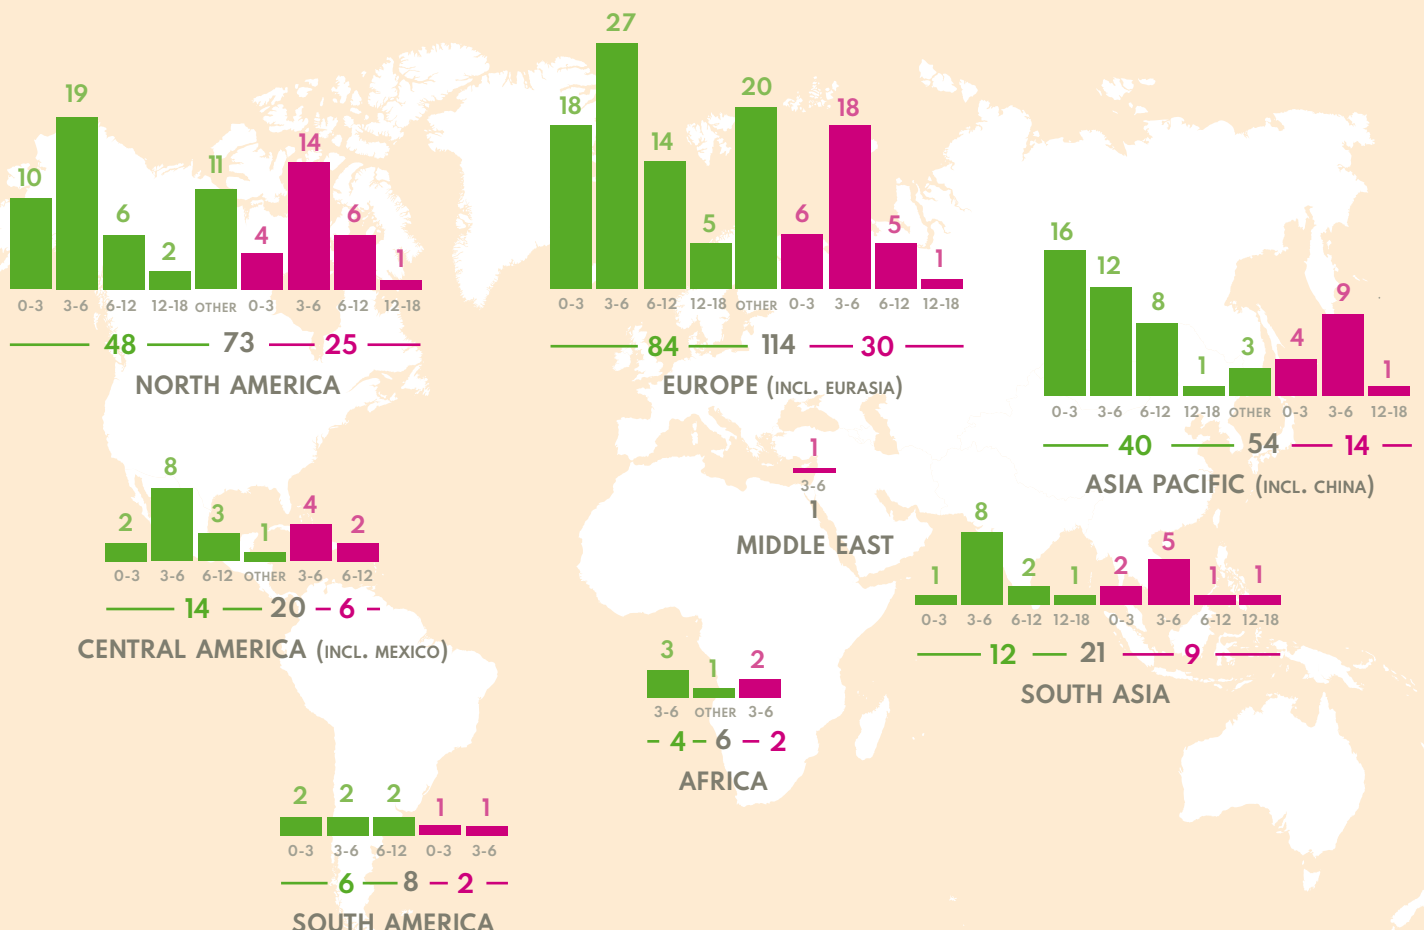 10 19 6 2 11 4 14 6 1
0-3 3-6 6-12 12-18 OTHER 0-3 3-6 6-12 12-18
48 73 25
NORTH AMERICA
18 27 14 5 20 6 18 5 1
0-3 3-6 6-12 12-18 OTHER 0-3 3-6 6-12 12-18
84 114 30
EUROPE (INCL. EURASIA)
16 12 8 1 3 4 9 1
0-3 3-6 6-12 12-18 OTHER 0-3 3-6 12-18
40 54 14
ASIA PACIFIC (INCL. CHINA)
1
3-6
1
MIDDLE EAST
2 8 3 1 4 2
0-3 3-6 6-12 OTHER 3-6 6-12
14 20 6
CENTRAL AMERICA (INCL. MEXICO)
1 8 2 1 2 5 1 1
0-3 3-6 6-12 12-18 0-3 3-6 6-12 12-18
12 21 9
SOUTH ASIA
3 1 2
3-6 OTHER 3-6
4 6 2
AFRICA
2 2 2 1 1
0-3 3-6 6-12 0-3 3-6
6 8 2
SOUTH AMERICA